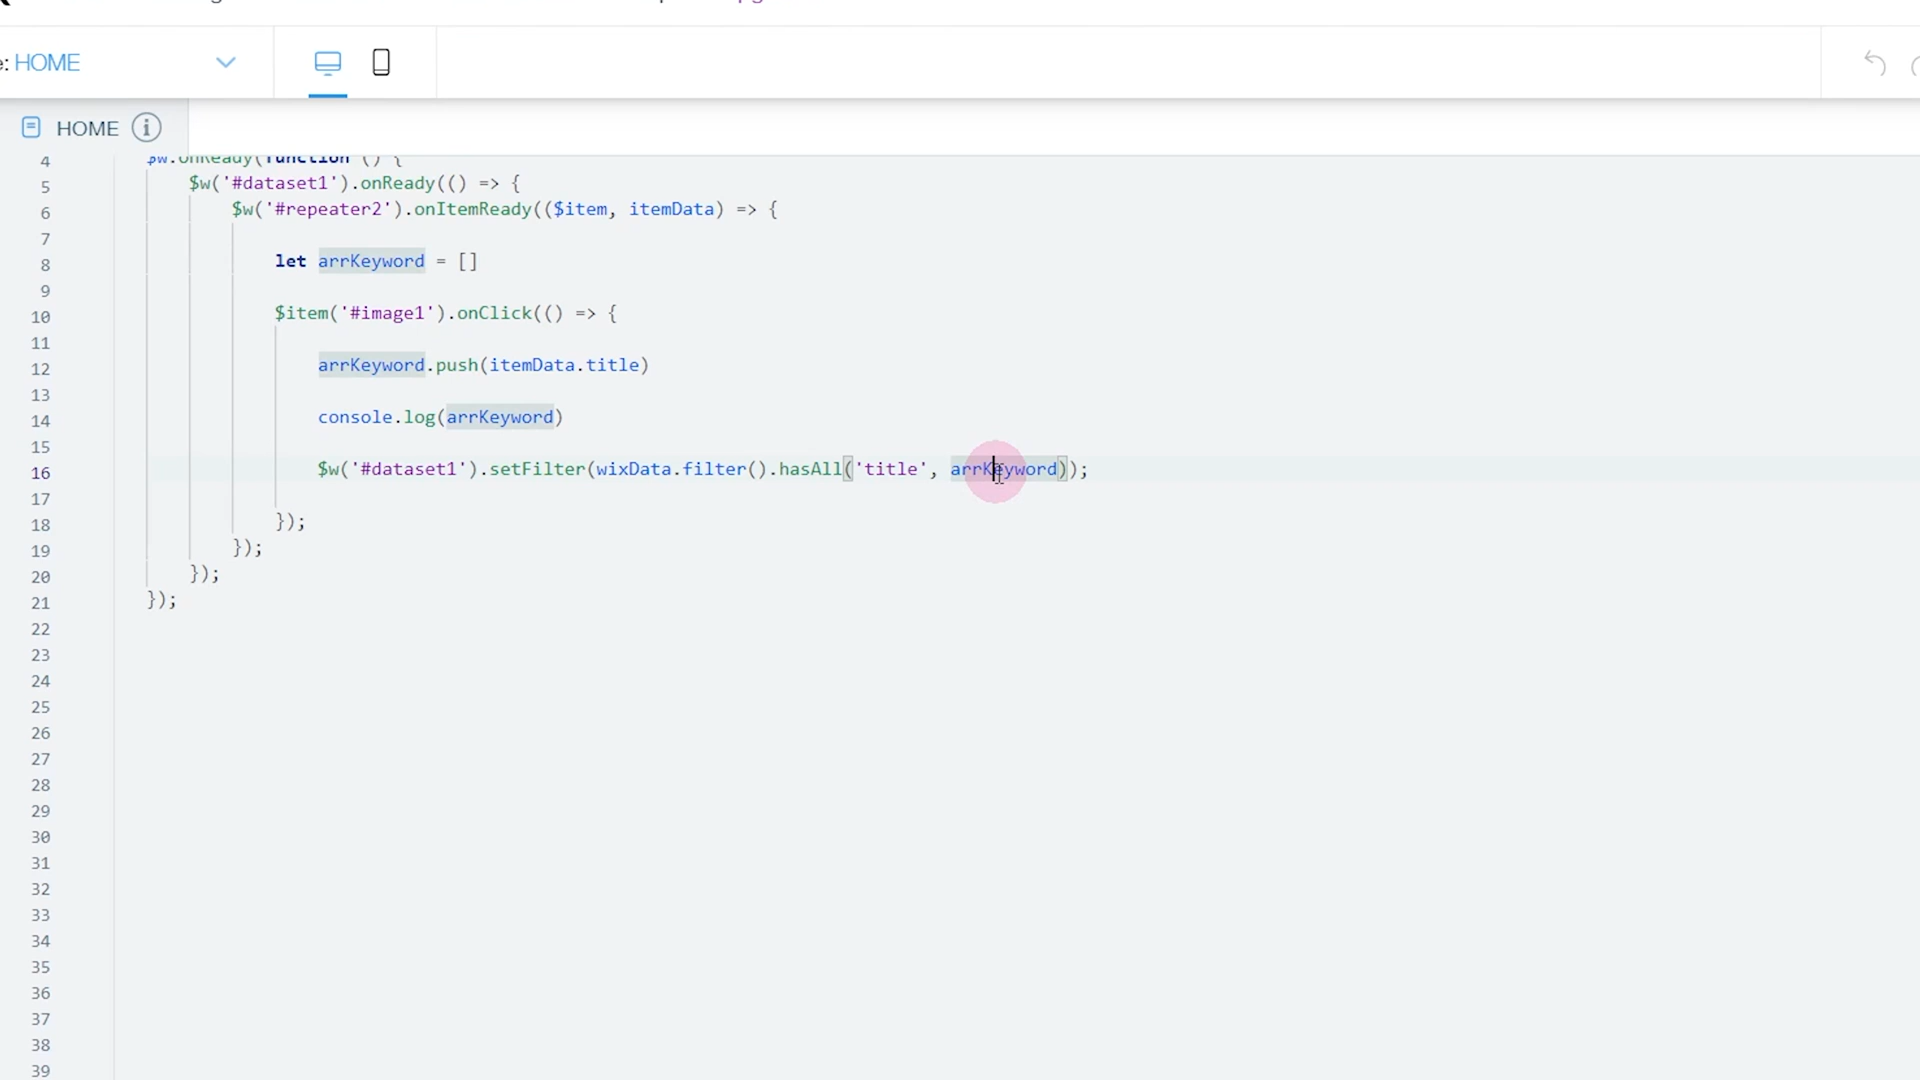 e: HOME
HOME
4 $w.onReady(function () {
5 $w('#dataset1').onReady(() => {
6 $w('#repeater2').onItemReady(($item, itemData) => {
7
8 let arrKeyword = []
9
10 $item('#image1').onClick(() => {
11
12 arrKeyword.push(itemData.title)
13
14 console.log(arrKeyword)
15
16 $w('#dataset1').setFilter(wixData.filter().hasAll('title', arrKeyword));
17
18 });
19 });
20 });
21 });
22
23
24
25
26
27
28
29
30
31
32
33
34
35
36
37
38
39